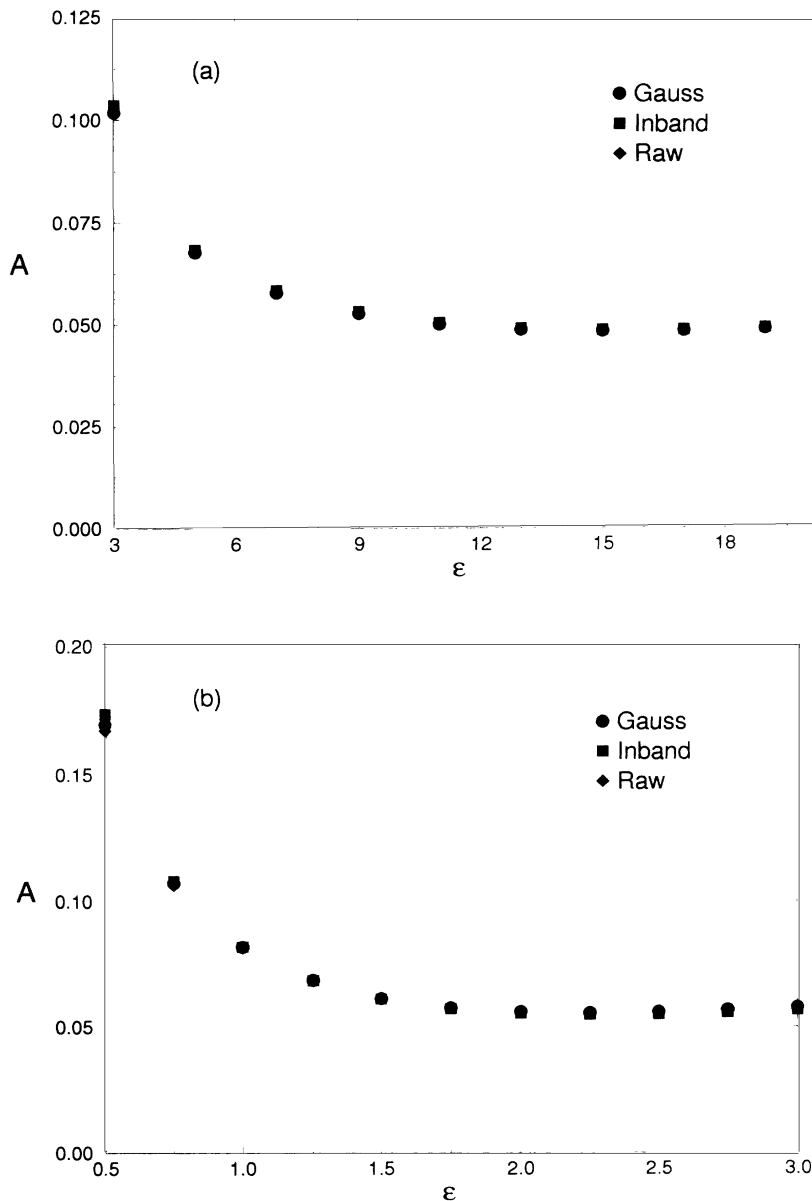 0.125
(a)
● Gauss
■ Inband
◆ Raw
0.100
0.075
A
0.050
0.025
0.000
3 6 9 12 15 18
ε
0.20
(b)
● Gauss
■ Inband
◆ Raw
0.15
A
0.10
0.05
0.00
0.5 1.0 1.5 2.0 2.5 3.0
ε